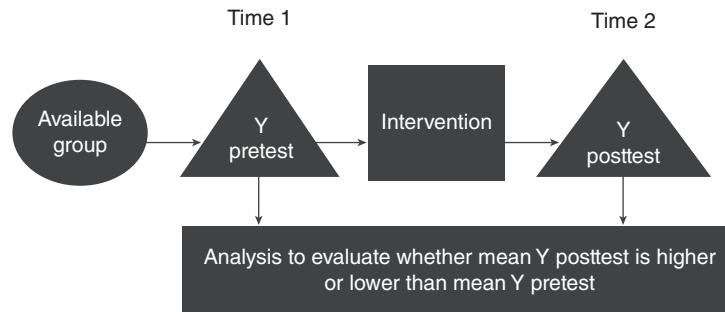 Time 1
Time 2
Available
group
Y
pretest
Intervention
Y
posttest
Analysis to evaluate whether mean Y posttest is higher
or lower than mean Y pretest